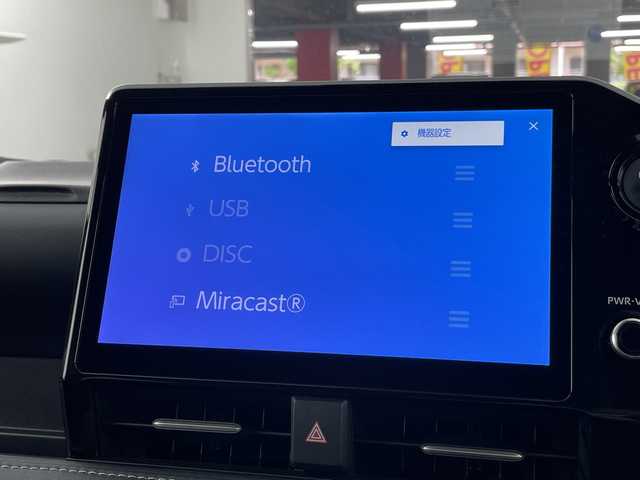 機器設定
Bluetooth
USB
DISC
Miracast®
PWR-V